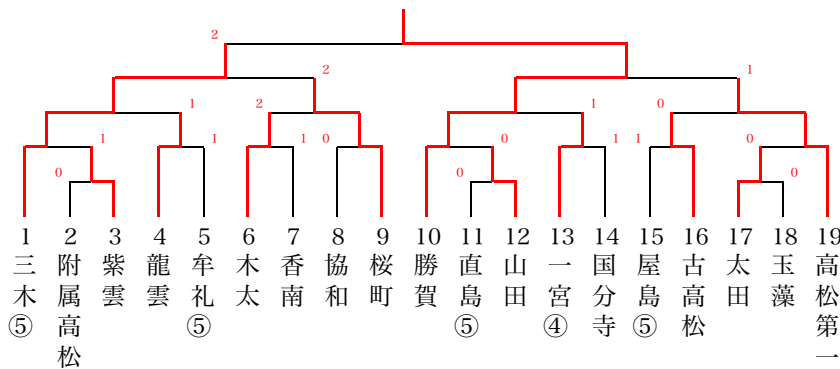 2
2
1
1
2
1
0
1
1
1
0
1
0
1
0
0
0
0
1
三木⑤
2
附属高松
3
紫雲
4
龍雲
5
牟礼⑤
6
木太
7
香南
8
協和
9
桜町
10
勝賀
11
直島⑤
12
山田
13
一宮④
14
国分寺
15
屋島⑤
16
古高松
17
太田
18
玉藻
19
高松第一